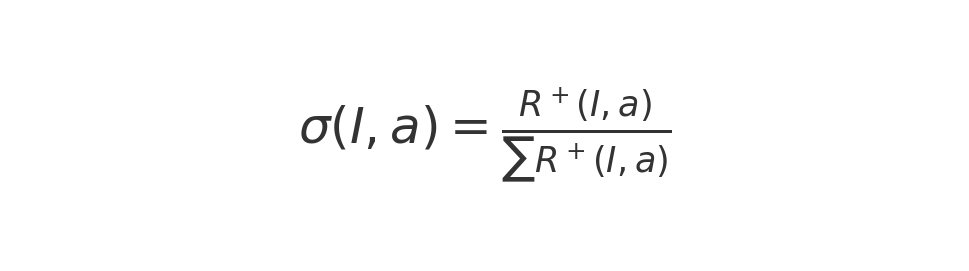 σ(I, a) = R⁺(I, a) / ∑ R⁺(I, a)